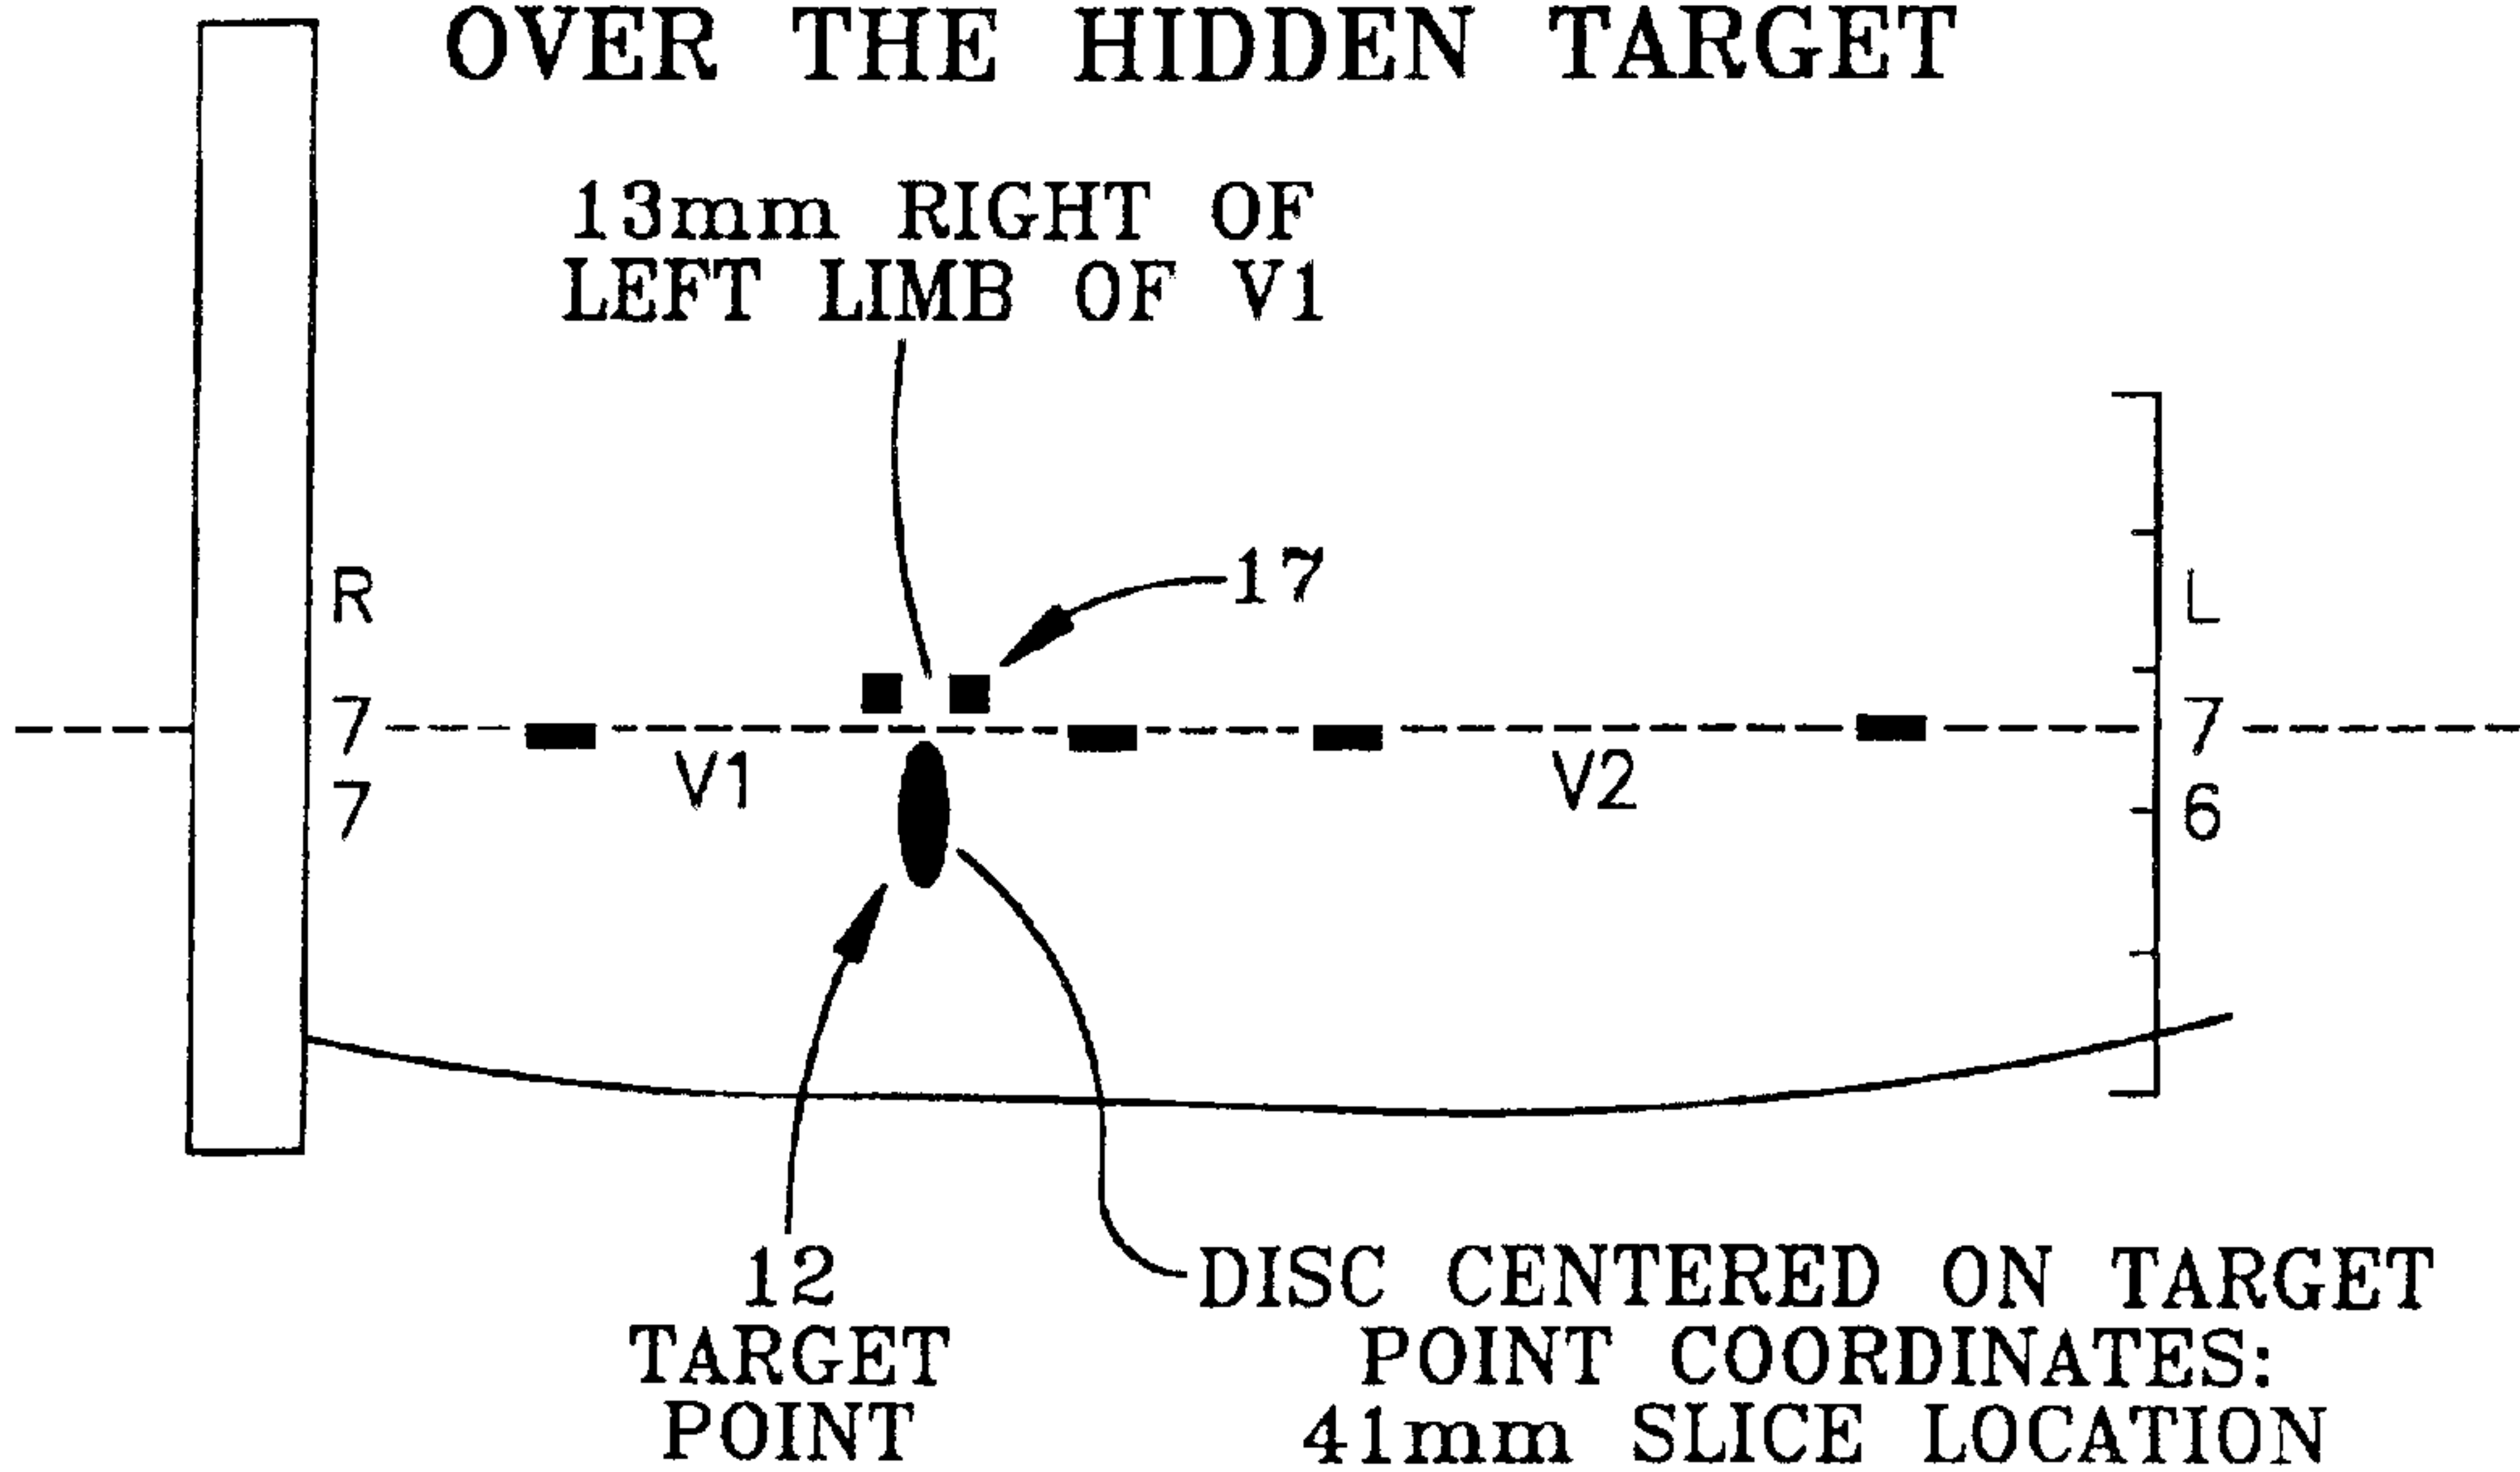 OVER THE HIDDEN TARGET
13mm RIGHT OF
LEFT LIMB OF V1
17
R
7
7
L
7
6
V1
V2
12
TARGET
POINT
DISC CENTERED ON TARGET
POINT COORDINATES:
41mm SLICE LOCATION